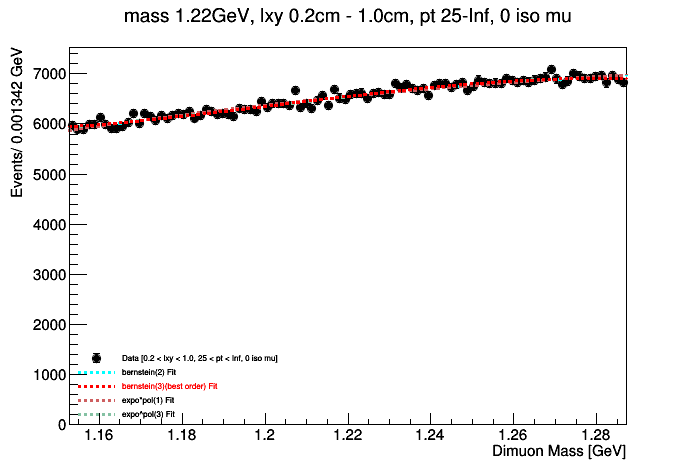 mass 1.22GeV, lxy 0.2cm - 1.0cm, pt 25-Inf, 0 iso mu
Events/ 0.001342 GeV
7000
6000
5000
4000
3000
2000
1000
0
Data [0.2 < lxy < 1.0, 25 < pt < Inf, 0 iso mu]
bernstein(2) Fit
bernstein(3)(best order) Fit
expo*pol(1) Fit
expo^pol(3) Fit
1.16 1.18 1.2 1.22 1.24 1.26 1.28
Dimuon Mass [GeV]